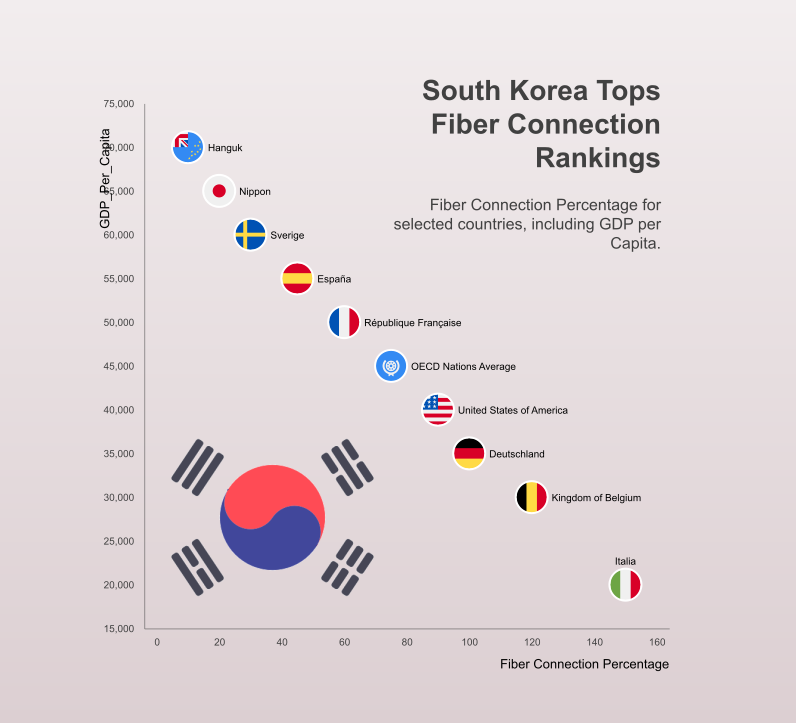 South Korea Tops
Fiber Connection
Rankings
Fiber Connection Percentage for
selected countries, including GDP per
Capita.
GDP_Per_Capita
75,000
70,000
65,000
60,000
55,000
50,000
45,000
40,000
35,000
30,000
25,000
20,000
15,000
Hanguk
Nippon
Sverige
España
République Française
OECD Nations Average
United States of America
Deutschland
Kingdom of Belgium
Italia
0 20 40 60 80 100 120 140 160
Fiber Connection Percentage